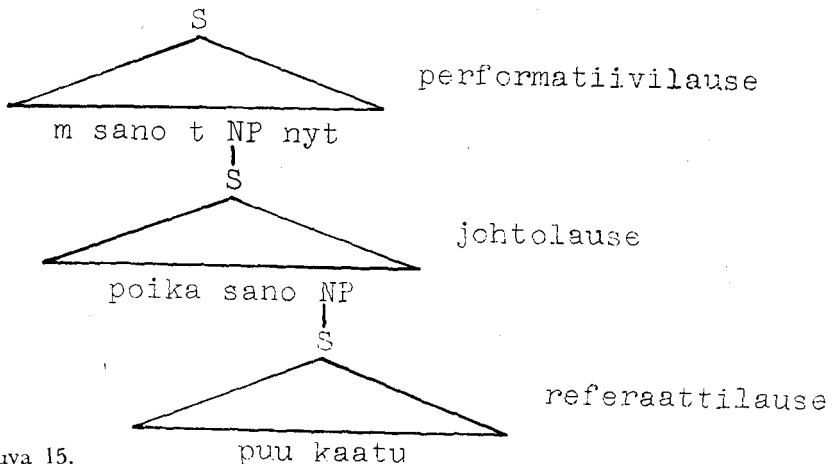 S
performatiivilause
m sano t NP nyt
S
johtolause
poika sano NP
S
referaattilause
uva 15.
puu kaatu